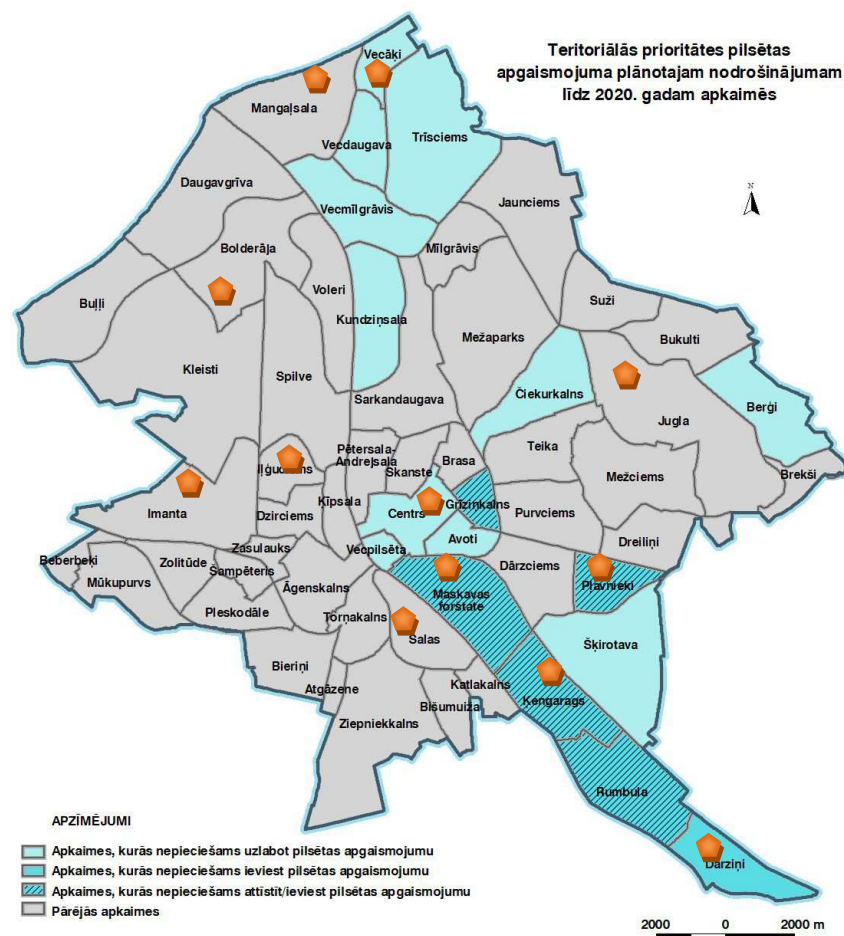 Teritoriālās prioritātes pilsētas
apgaismojuma plānotajam nodrošinājumam
līdz 2020. gadam apkaimēs
N
Vecāķi
Mangaļsala
Vecdaugava
Trīsciems
Daugavgrīva
Vecmīlgrāvis
Jaunciems
Bolderāja
Mīlgrāvis
Buļļi
Voleri
Suži
Kundziņsala
Mežaparks
Bukulti
Kleisti
Spilve
Čiekurkalns
Sarkandaugava
Jugla
Berģi
Pētersala-
Andrejsala
Skanste
Brasa
Teika
Mežciems
Brekši
Imanta
Ķīpsala
Centrs
Grīziņkalns
Dzirciems
Purvciems
Avoti
Dreiliņi
Zasulauks
Vecpilsēta
Beberbeķi
Zolitūde
Šampēteris
Dārzciems
Mūkupurvs
Āgenskalns
Maskavas
forštate
Pļavnieki
Pleskodāle
Torņakalns
Salas
Šķirotava
Bieriņi
Atgāzene
Katlakalns
Ķengarags
Bišumuiža
Ziepniekkalns
Rumbula
Dārziņi
APZĪMĒJUMI
Apkaimes, kurās nepieciešams uzlabot pilsētas apgaismojumu
Apkaimes, kurās nepieciešams ieviest pilsētas apgaismojumu
Apkaimes, kurās nepieciešams attīstīt/ieviest pilsētas apgaismojumu
Pārējās apkaimes
2000 0 2000 m